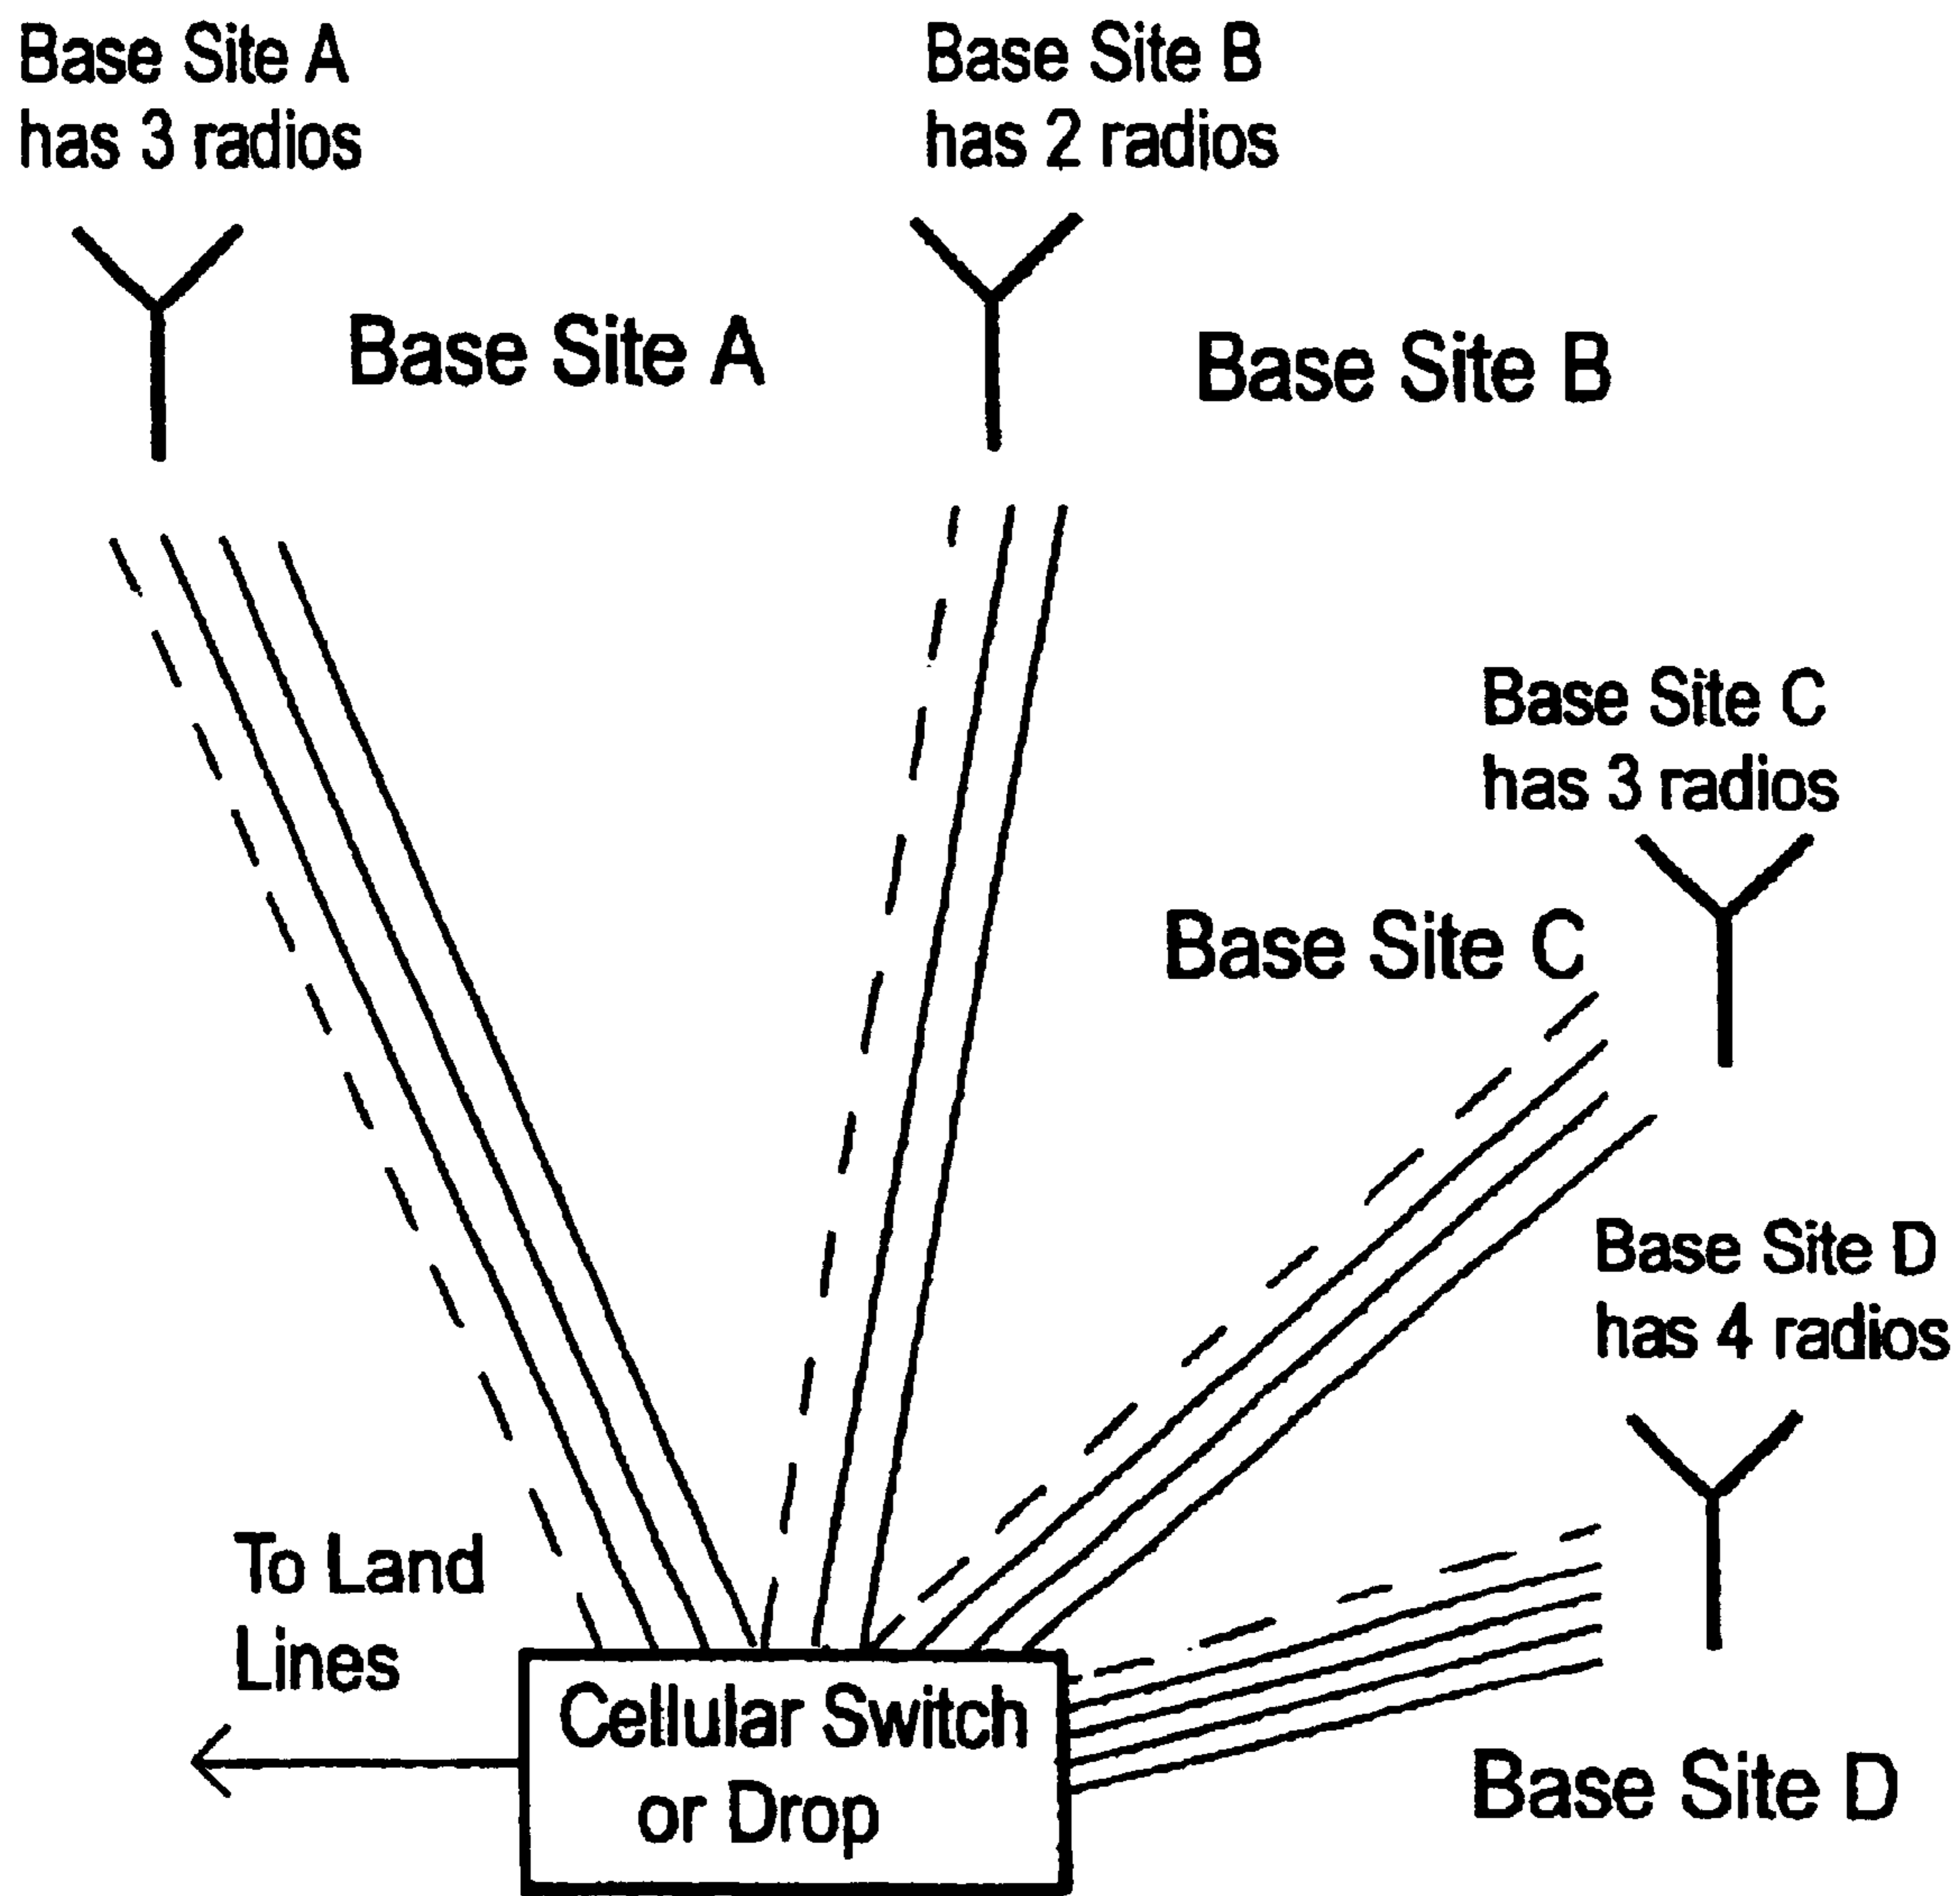 Base Site A
has 3 radios
Base Site B
has 2 radios
Base Site A
Base Site B
Base Site C
has 3 radios
Base Site C
Base Site D
has 4 radios
To Land
Lines
Cellular Switch
or Drop
Base Site D